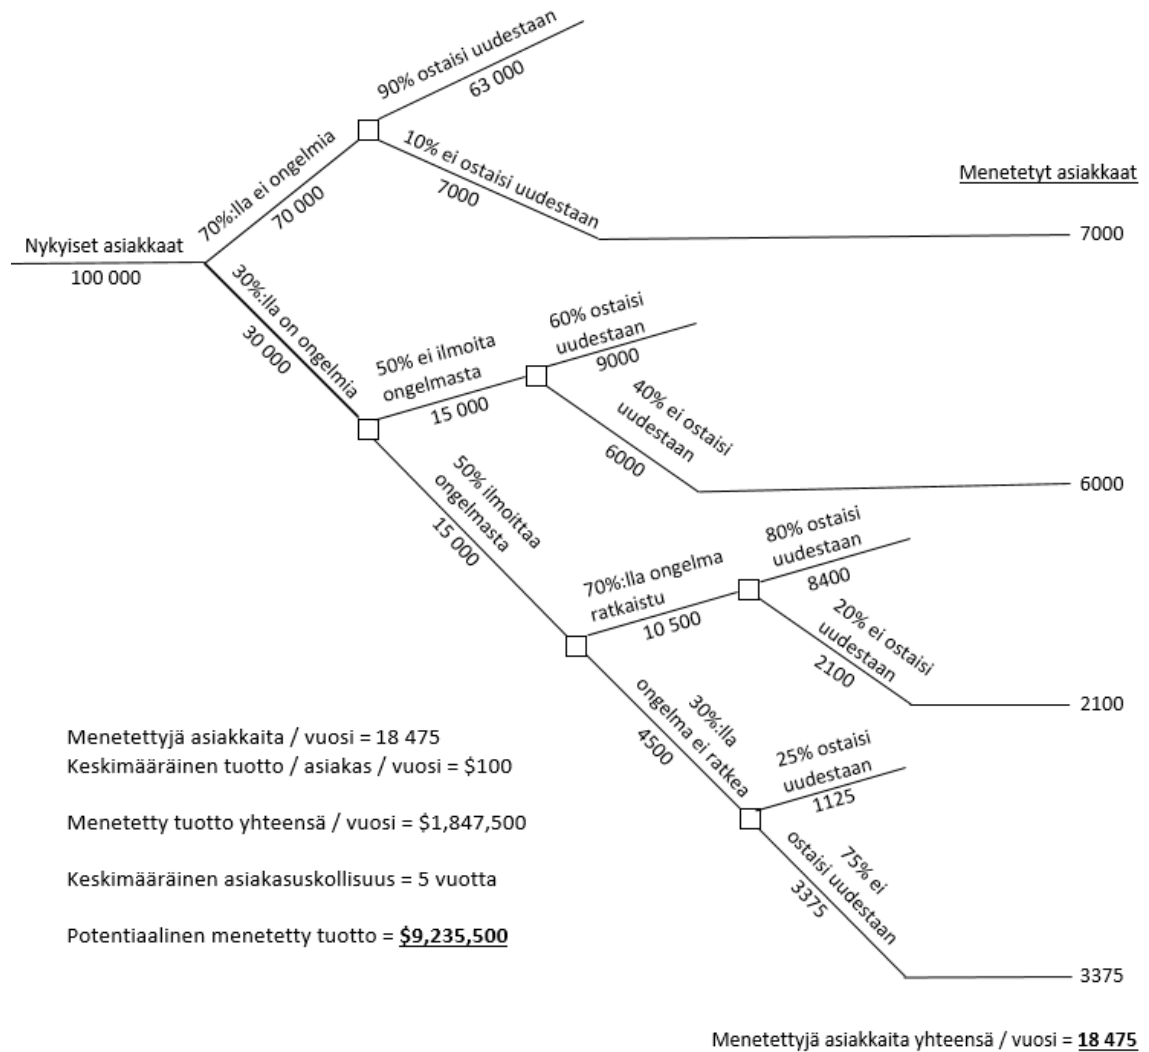 90% ostaisi uudestaan
63 000
70%:lla ei ongelmia
70 000
10% ei ostaisi uudestaan
7000
Menetetyt asiakkaat
7000
Nykyiset asiakkaat
100 000
30%:lla on ongelmia
30 000
50% ei ilmoita
ongelmasta
15 000
60% ostaisi
uudestaan
9000
40% ei ostaisi
uudestaan
6000
6000
50% ilmoittaa
ongelmasta
15 000
70%:lla ongelma
ratkaistu
10 500
80% ostaisi
uudestaan
8400
20% ei ostaisi
uudestaan
2100
2100
30%:lla
ongelma ei ratkea
4500
25% ostaisi
uudestaan
1125
75% ei
ostaisi uudestaan
3375
3375
Menetettyjä asiakkaita / vuosi = 18 475
Keskimääräinen tuotto / asiakas / vuosi = $100
Menetetty tuotto yhteensä / vuosi = $1,847,500
Keskimääräinen asiakasuskollisuus = 5 vuotta
Potentiaalinen menetetty tuotto = $9,235,500
Menetettyjä asiakkaita yhteensä / vuosi = 18 475